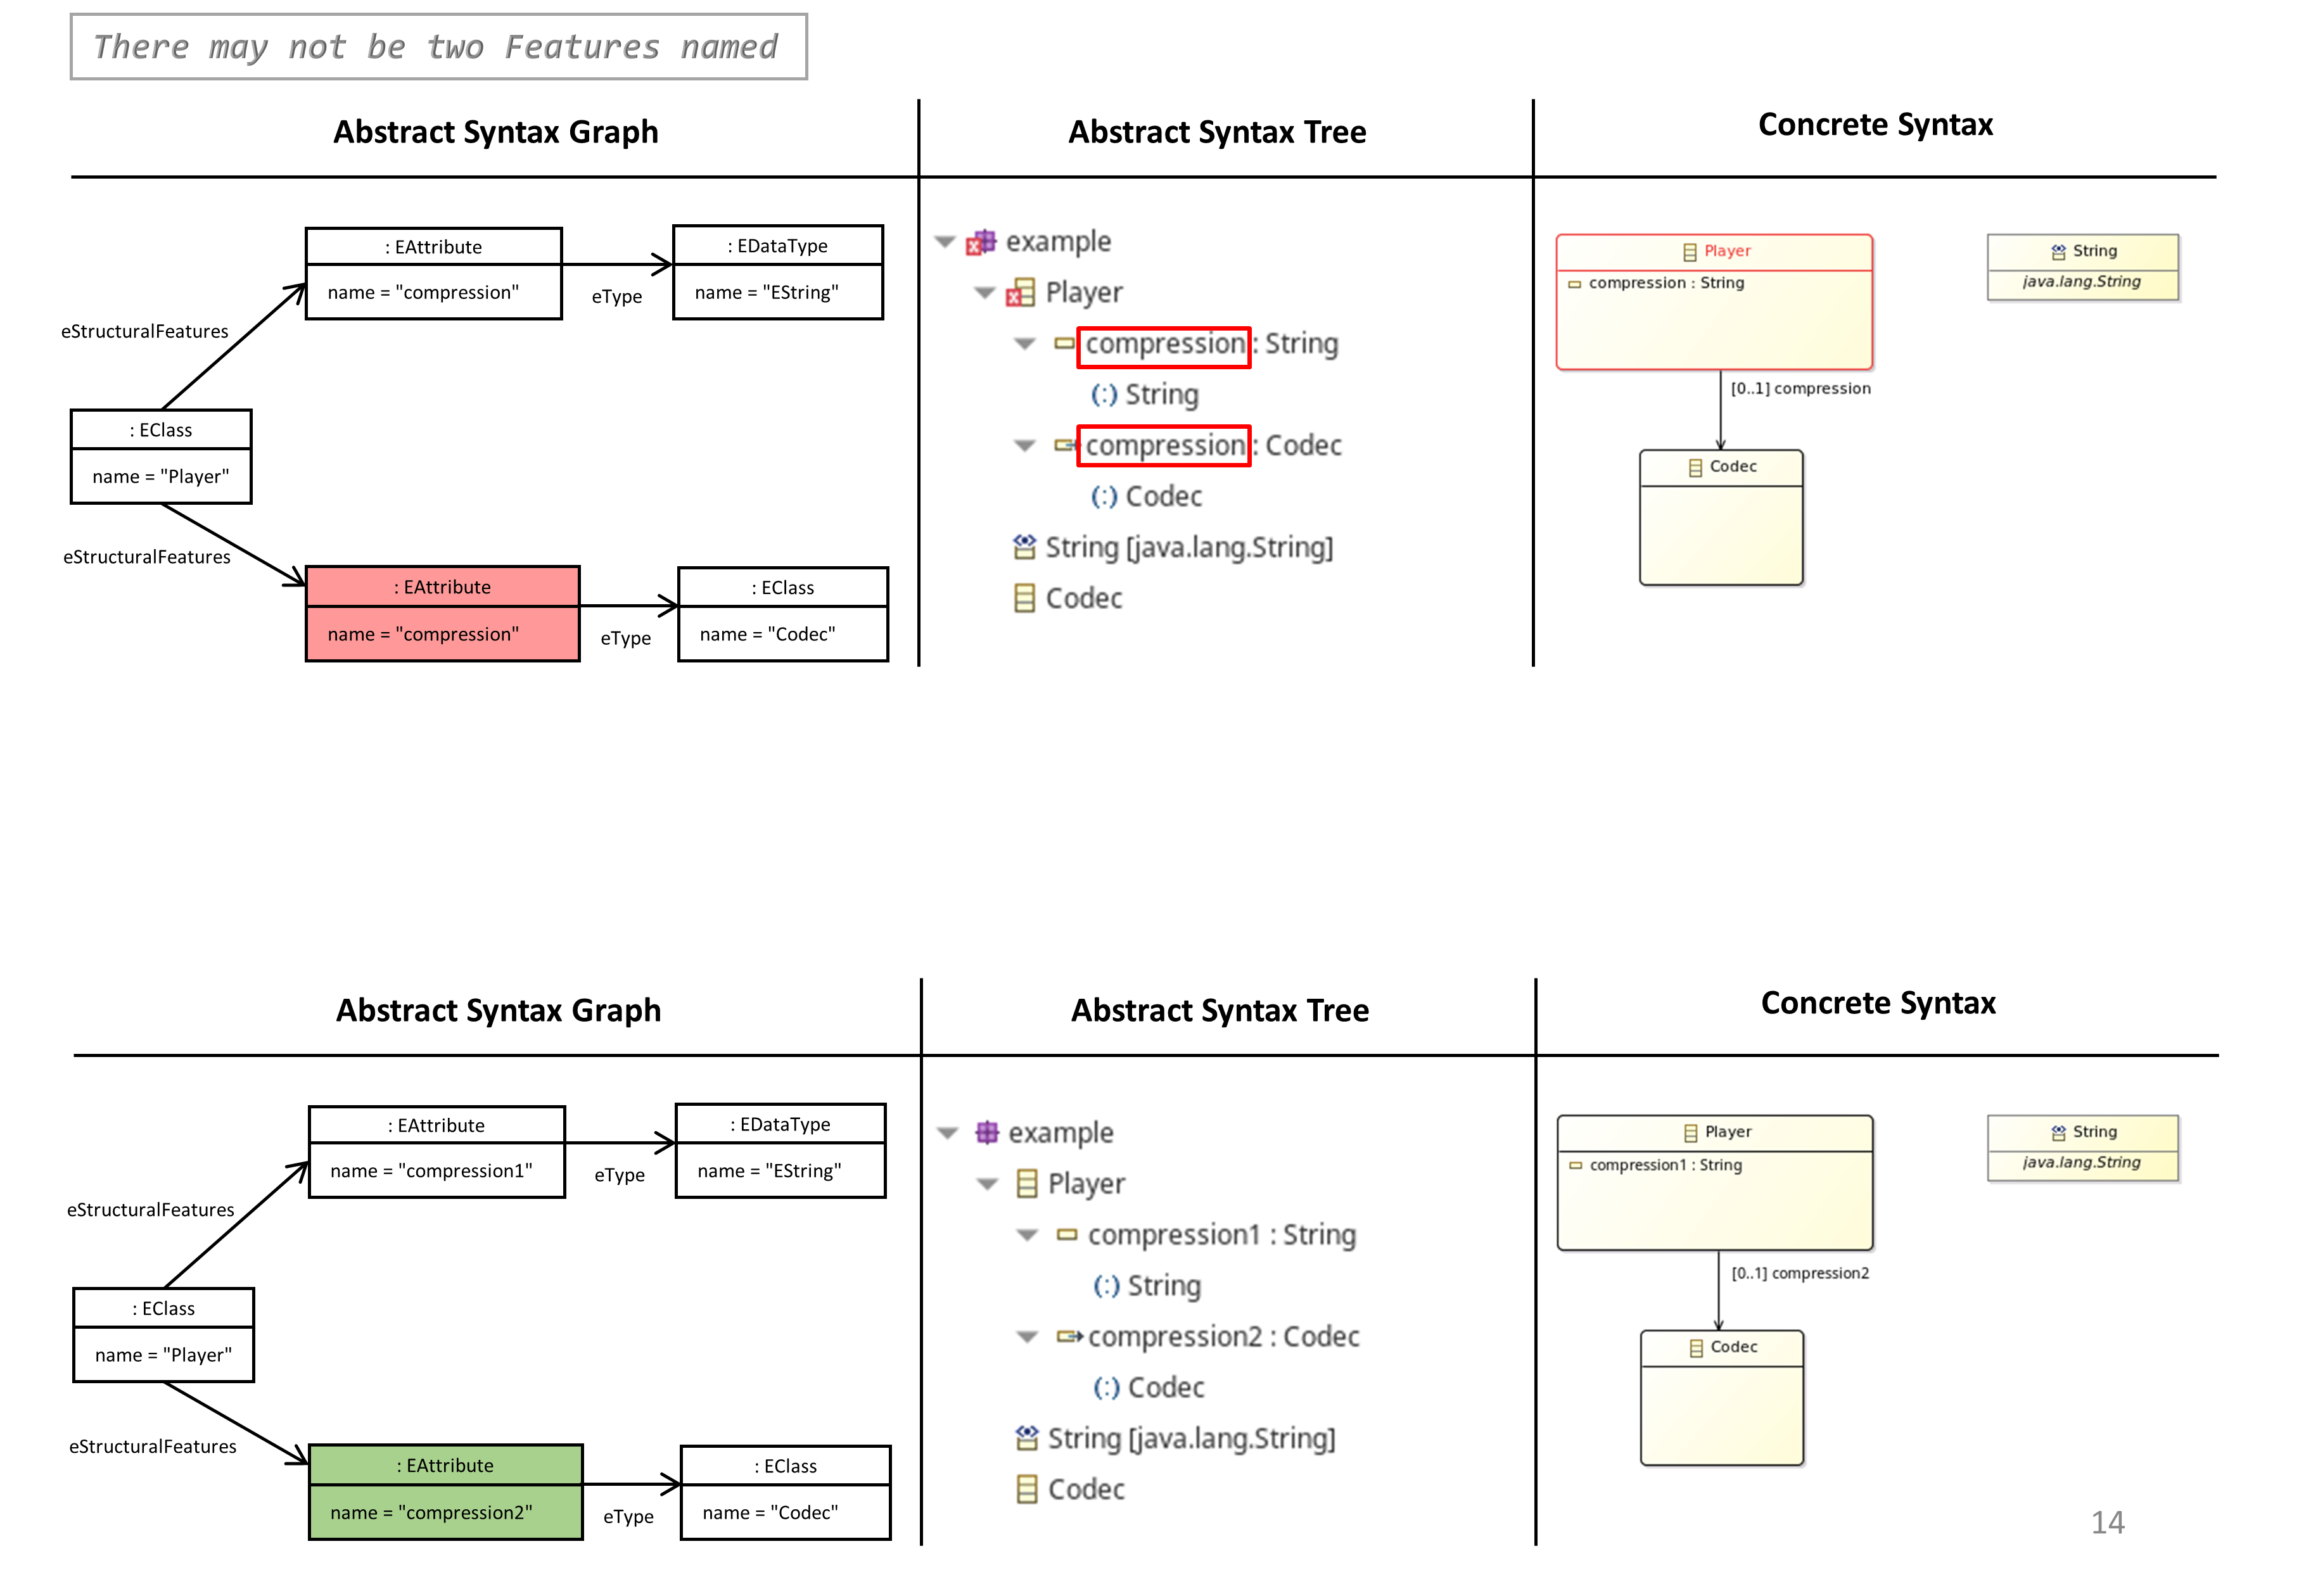 There may not be two Features named
Abstract Syntax Graph
Abstract Syntax Tree
Concrete Syntax
: EAttribute
name = "compression"
eType
: EDataType
name = "EString"
eStructuralFeatures
: EClass
name = "Player"
eStructuralFeatures
: EAttribute
name = "compression"
eType
: EClass
name = "Codec"
example
Player
compression : String
(:) String
compression : Codec
(:) Codec
String [java.lang.String]
Codec
Player
compression : String
[0..1] compression
Codec
String
java.lang.String
Abstract Syntax Graph
Abstract Syntax Tree
Concrete Syntax
: EAttribute
name = "compression1"
eType
: EDataType
name = "EString"
eStructuralFeatures
: EClass
name = "Player"
eStructuralFeatures
: EAttribute
name = "compression2"
eType
: EClass
name = "Codec"
example
Player
compression1 : String
(:) String
compression2 : Codec
(:) Codec
String [java.lang.String]
Codec
Player
compression1 : String
[0..1] compression2
Codec
String
java.lang.String
14